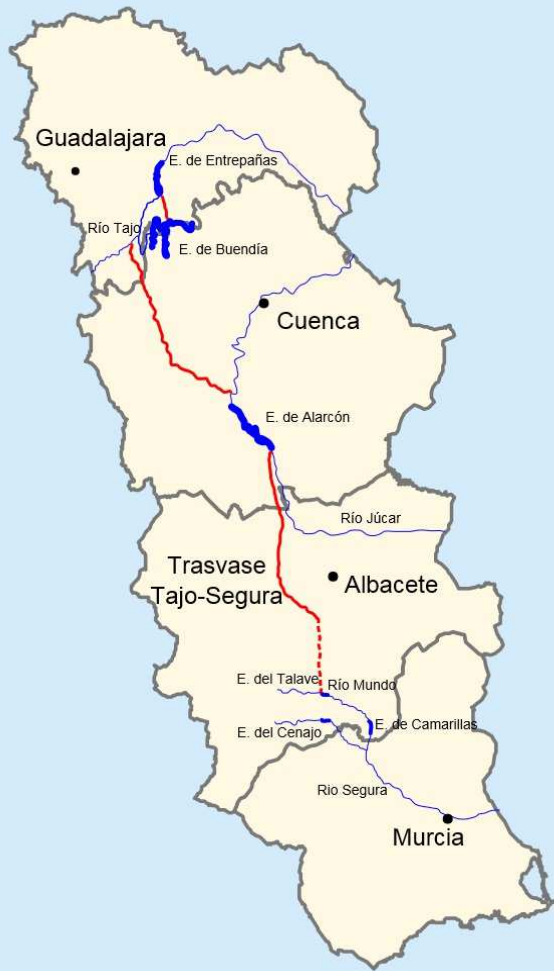 Guadalajara
E. de Entrepañas
Río Tajo
E. de Buendía
Cuenca
E. de Alarcón
Río Júcar
Trasvase
Tajo-Segura
Albacete
E. del Talave
Río Mundo
E. del Cenajo
E. de Camarillas
Rio Segura
Murcia